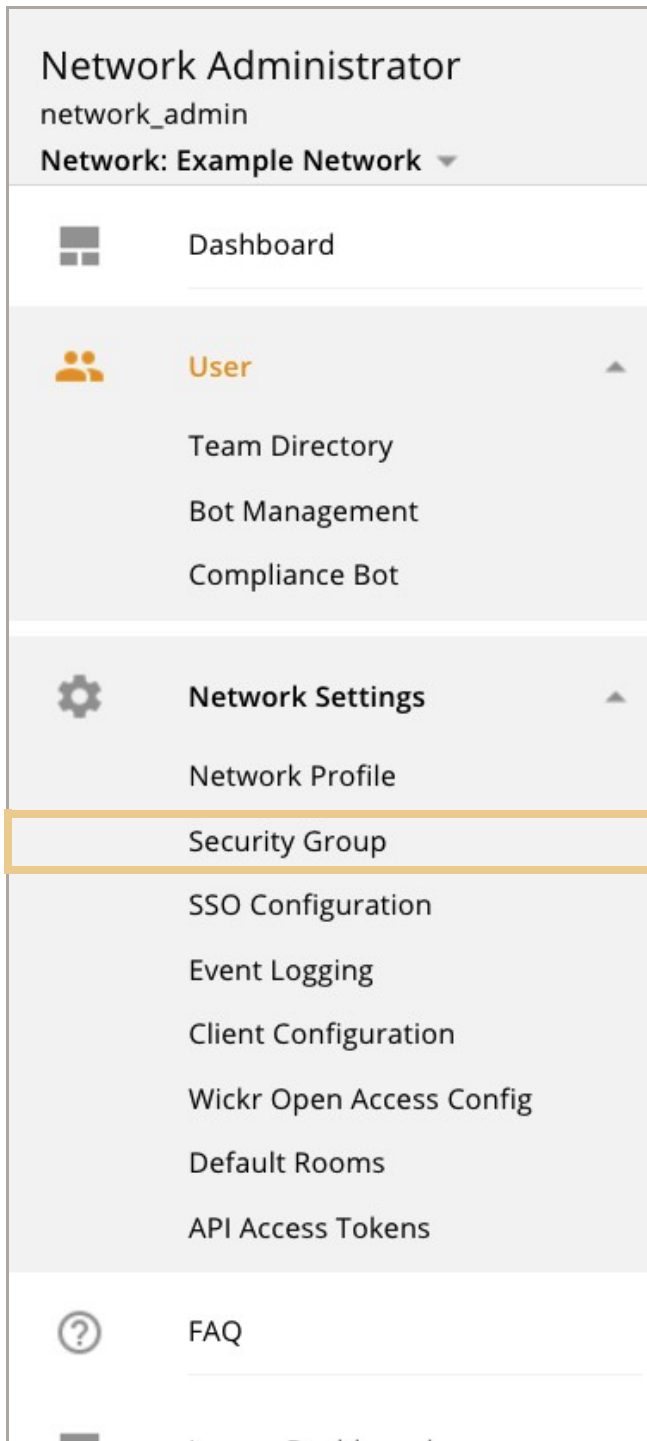 Network Administrator
network_admin
Network: Example Network
Dashboard
User
Team Directory
Bot Management
Compliance Bot
Network Settings
Network Profile
Security Group
SSO Configuration
Event Logging
Client Configuration
Wickr Open Access Config
Default Rooms
API Access Tokens
FAQ